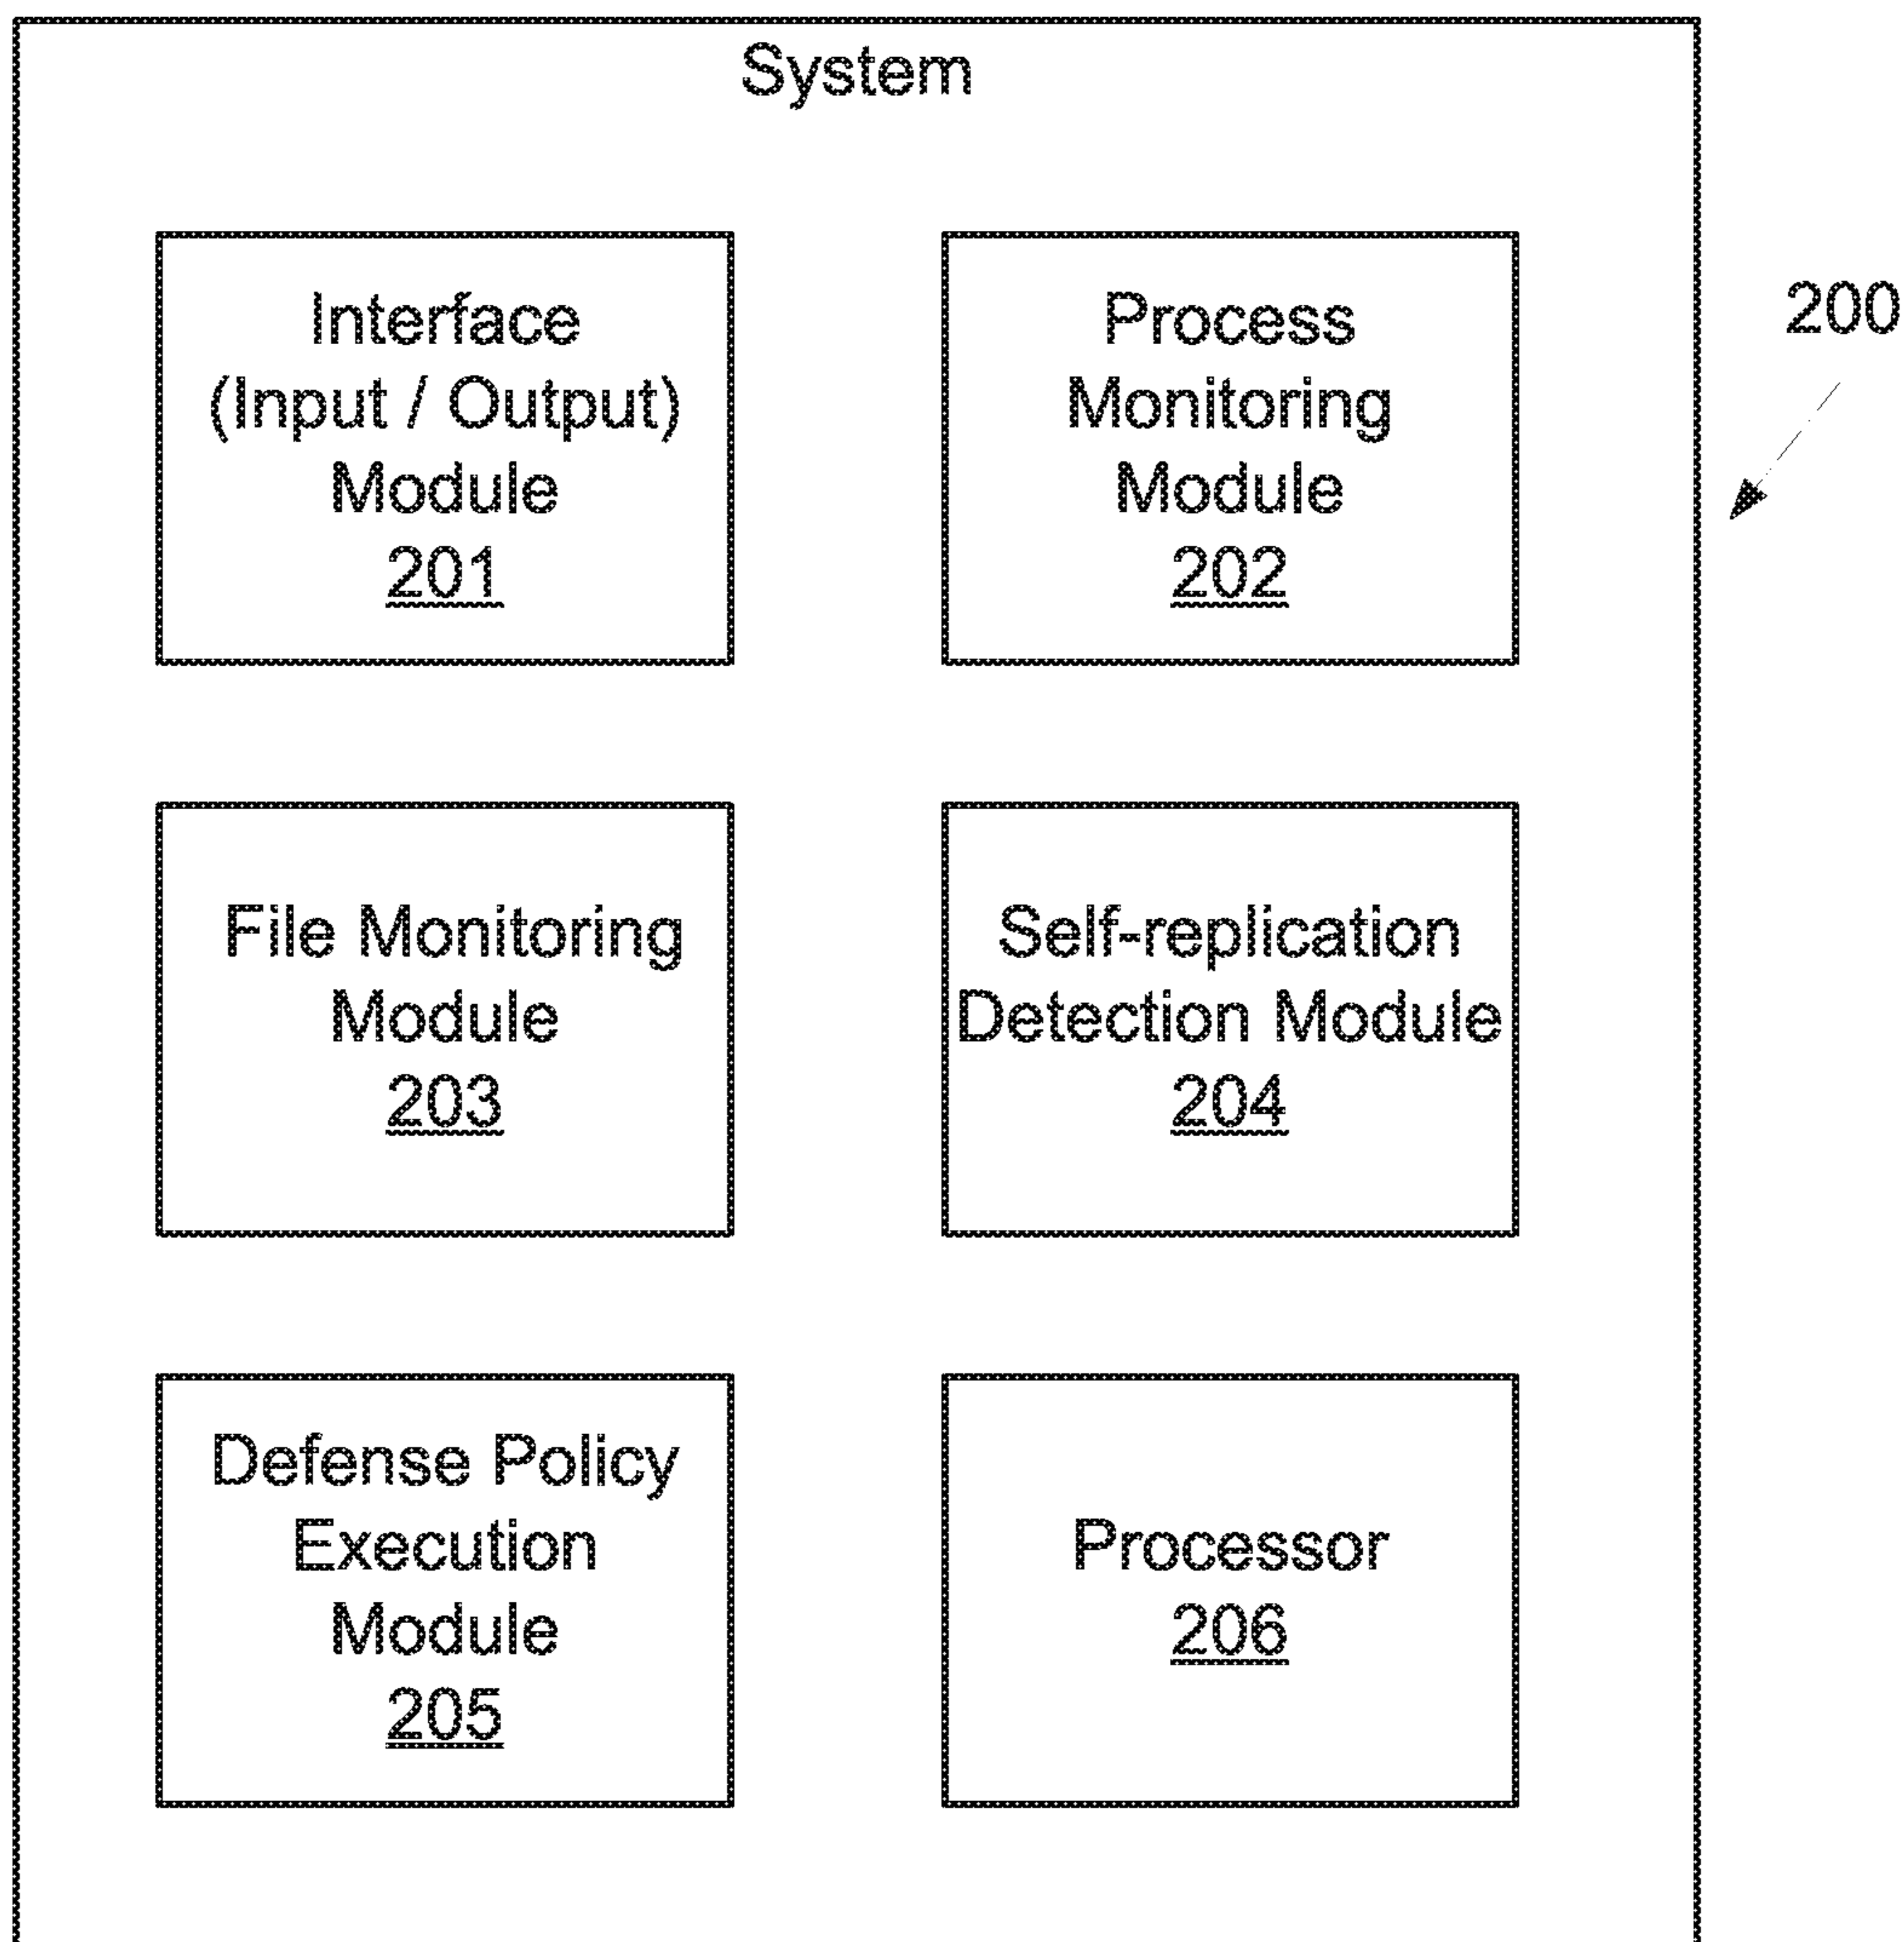 System
Interface
(Input / Output)
Module
201
Process
Monitoring
Module
202
200
File Monitoring
Module
203
Self-replication
Detection Module
204
Defense Policy
Execution
Module
205
Processor
206